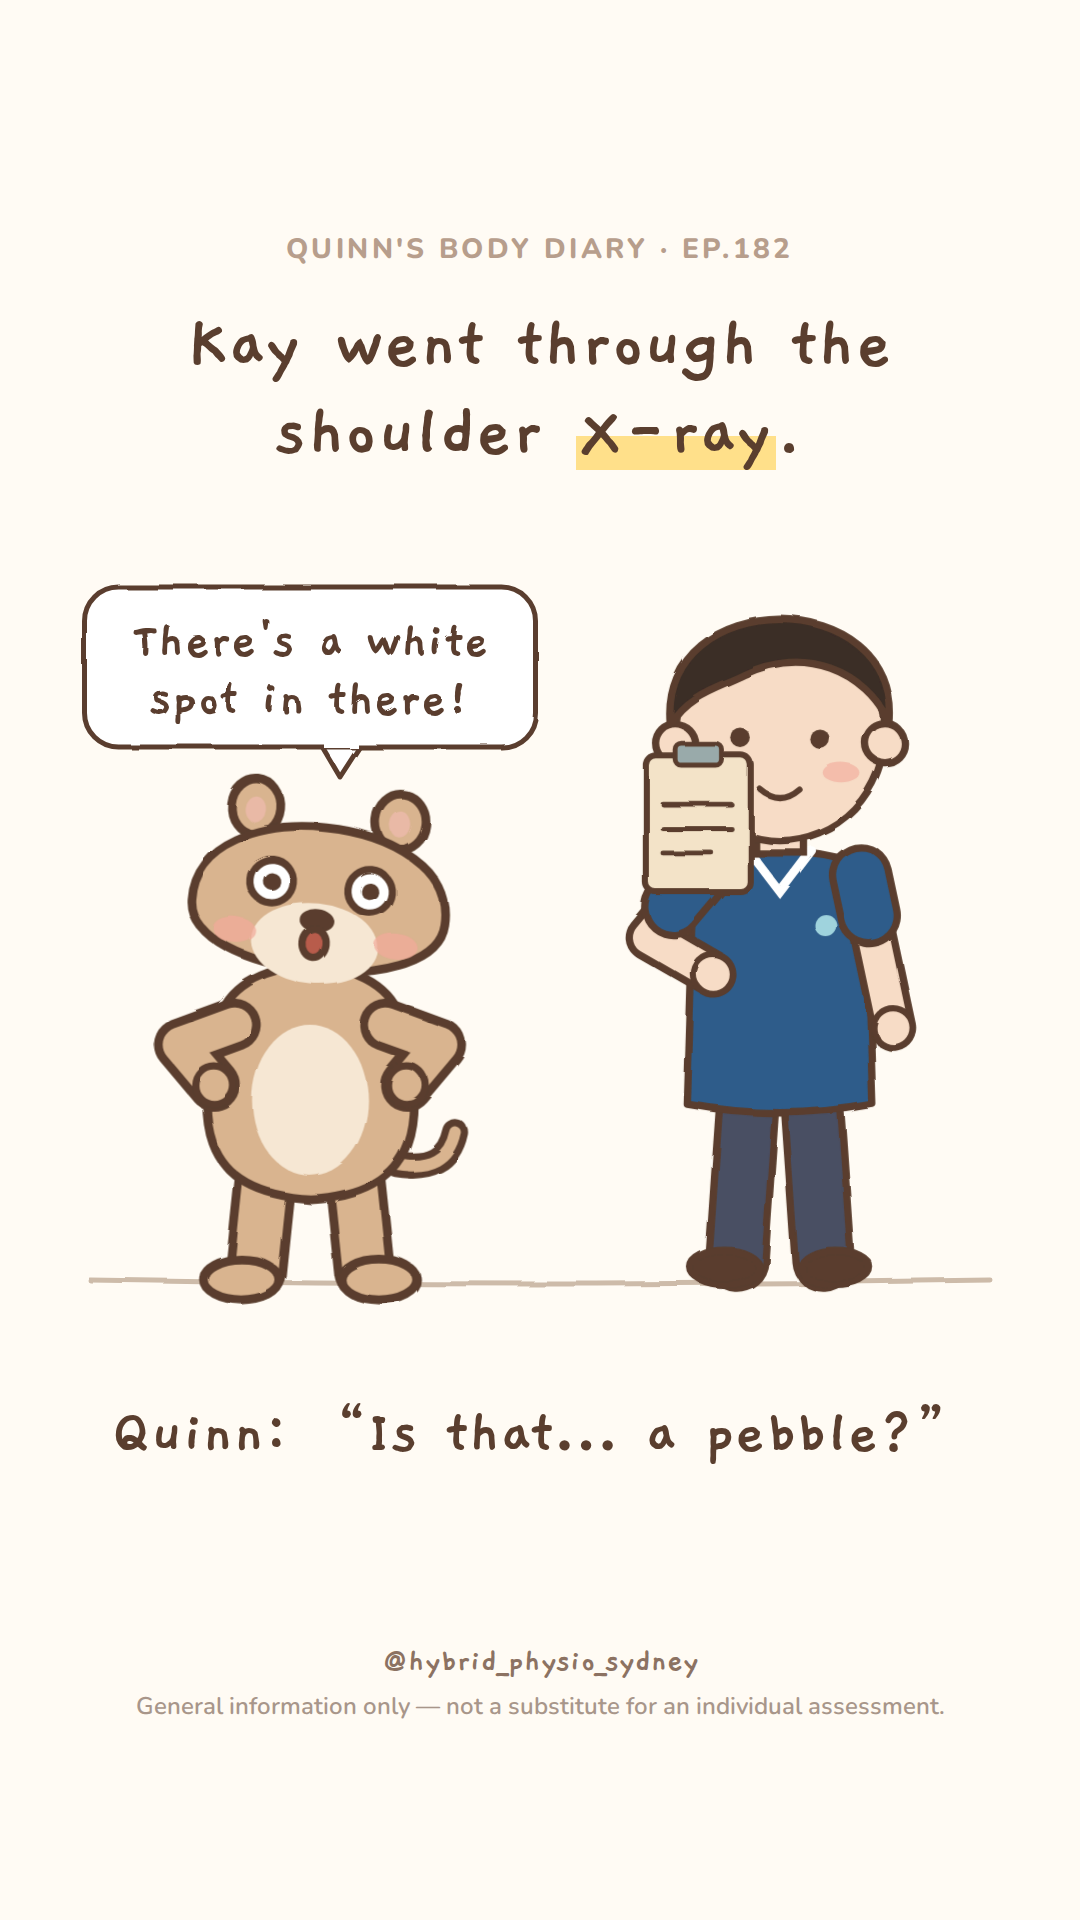 QUINN'S BODY DIARY · EP.182
Kay went through the
shoulder X-ray.
There's a white
spot in there!
Quinn: “Is that... a pebble?”
@hybrid_physio_sydney
General information only — not a substitute for an individual assessment.